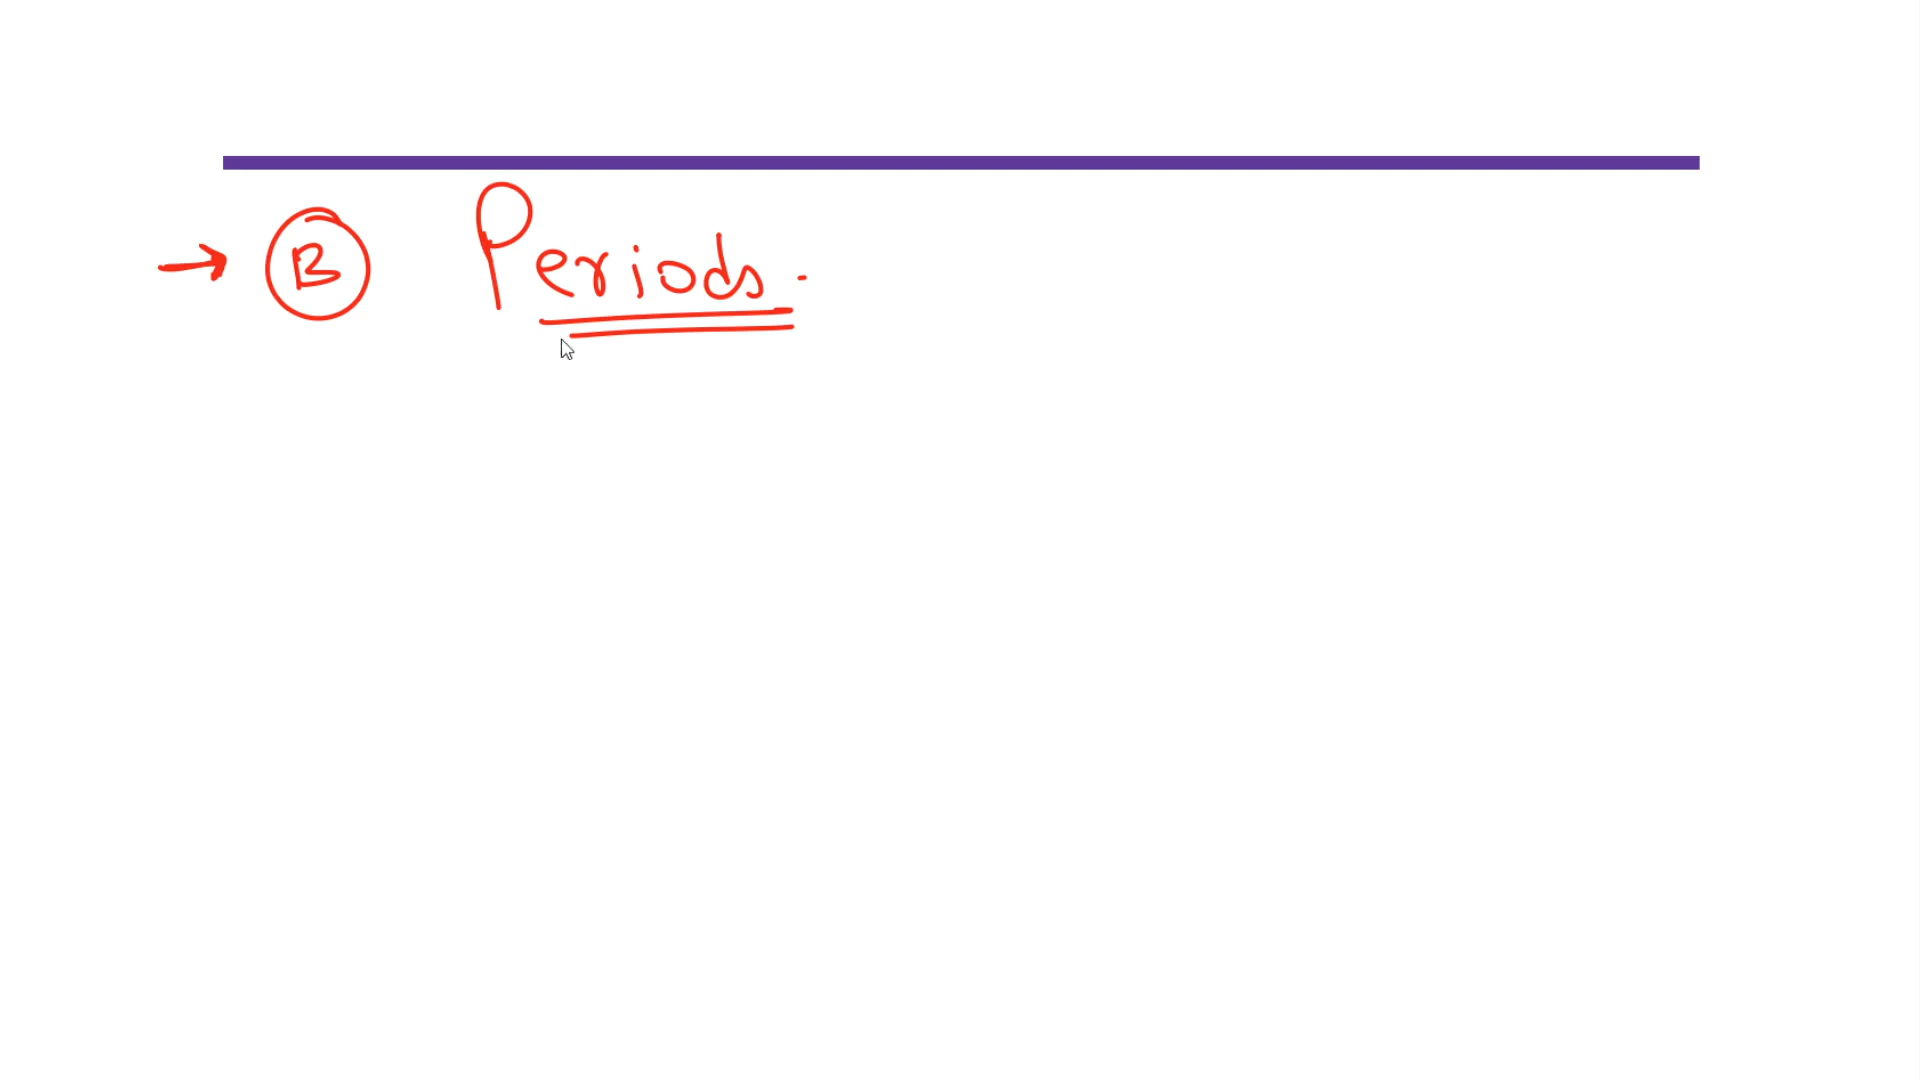 → B Periods.